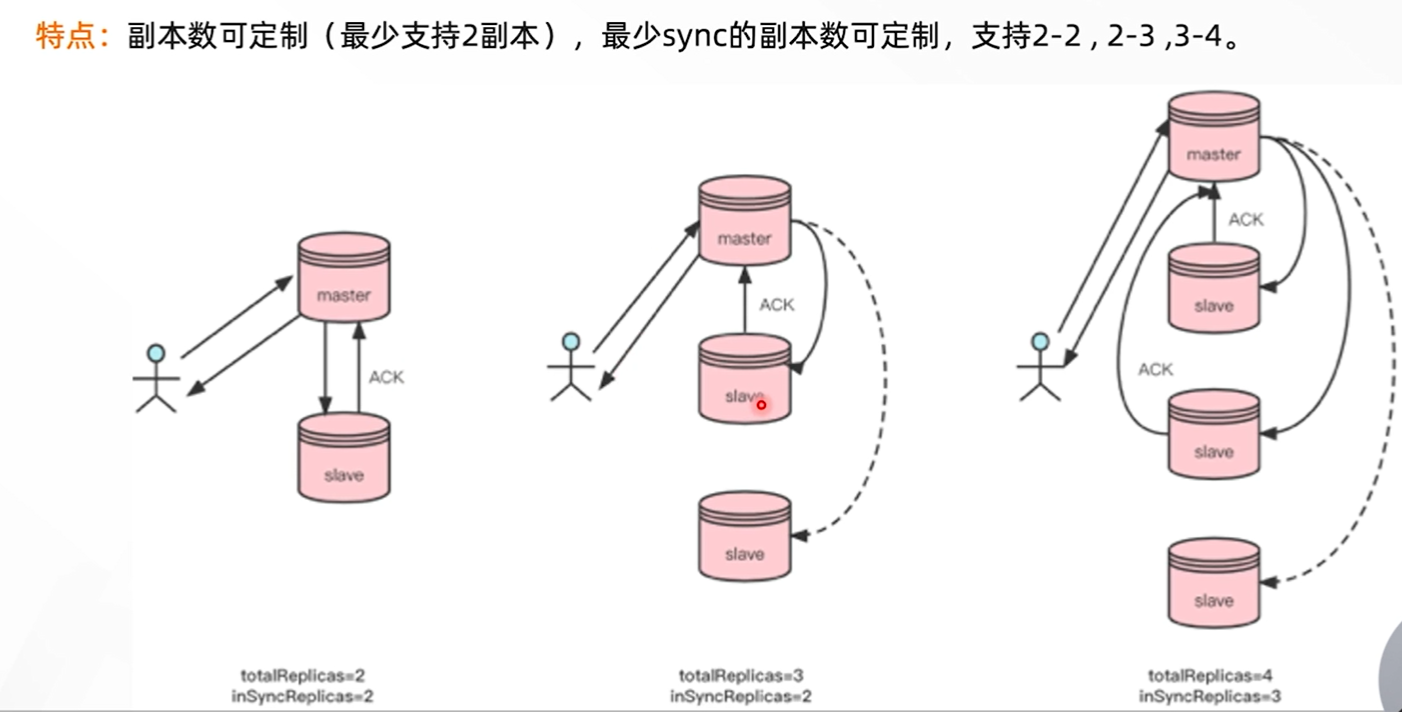 特点：副本数可定制（最少支持2副本），最少sync的副本数可定制，支持2-2 , 2-3 ,3-4。
master
ACK
slave
totalReplicas=2
inSyncReplicas=2
master
ACK
slave
slave
totalReplicas=3
inSyncReplicas=2
master
ACK
slave
ACK
slave
slave
totalReplicas=4
inSyncReplicas=3